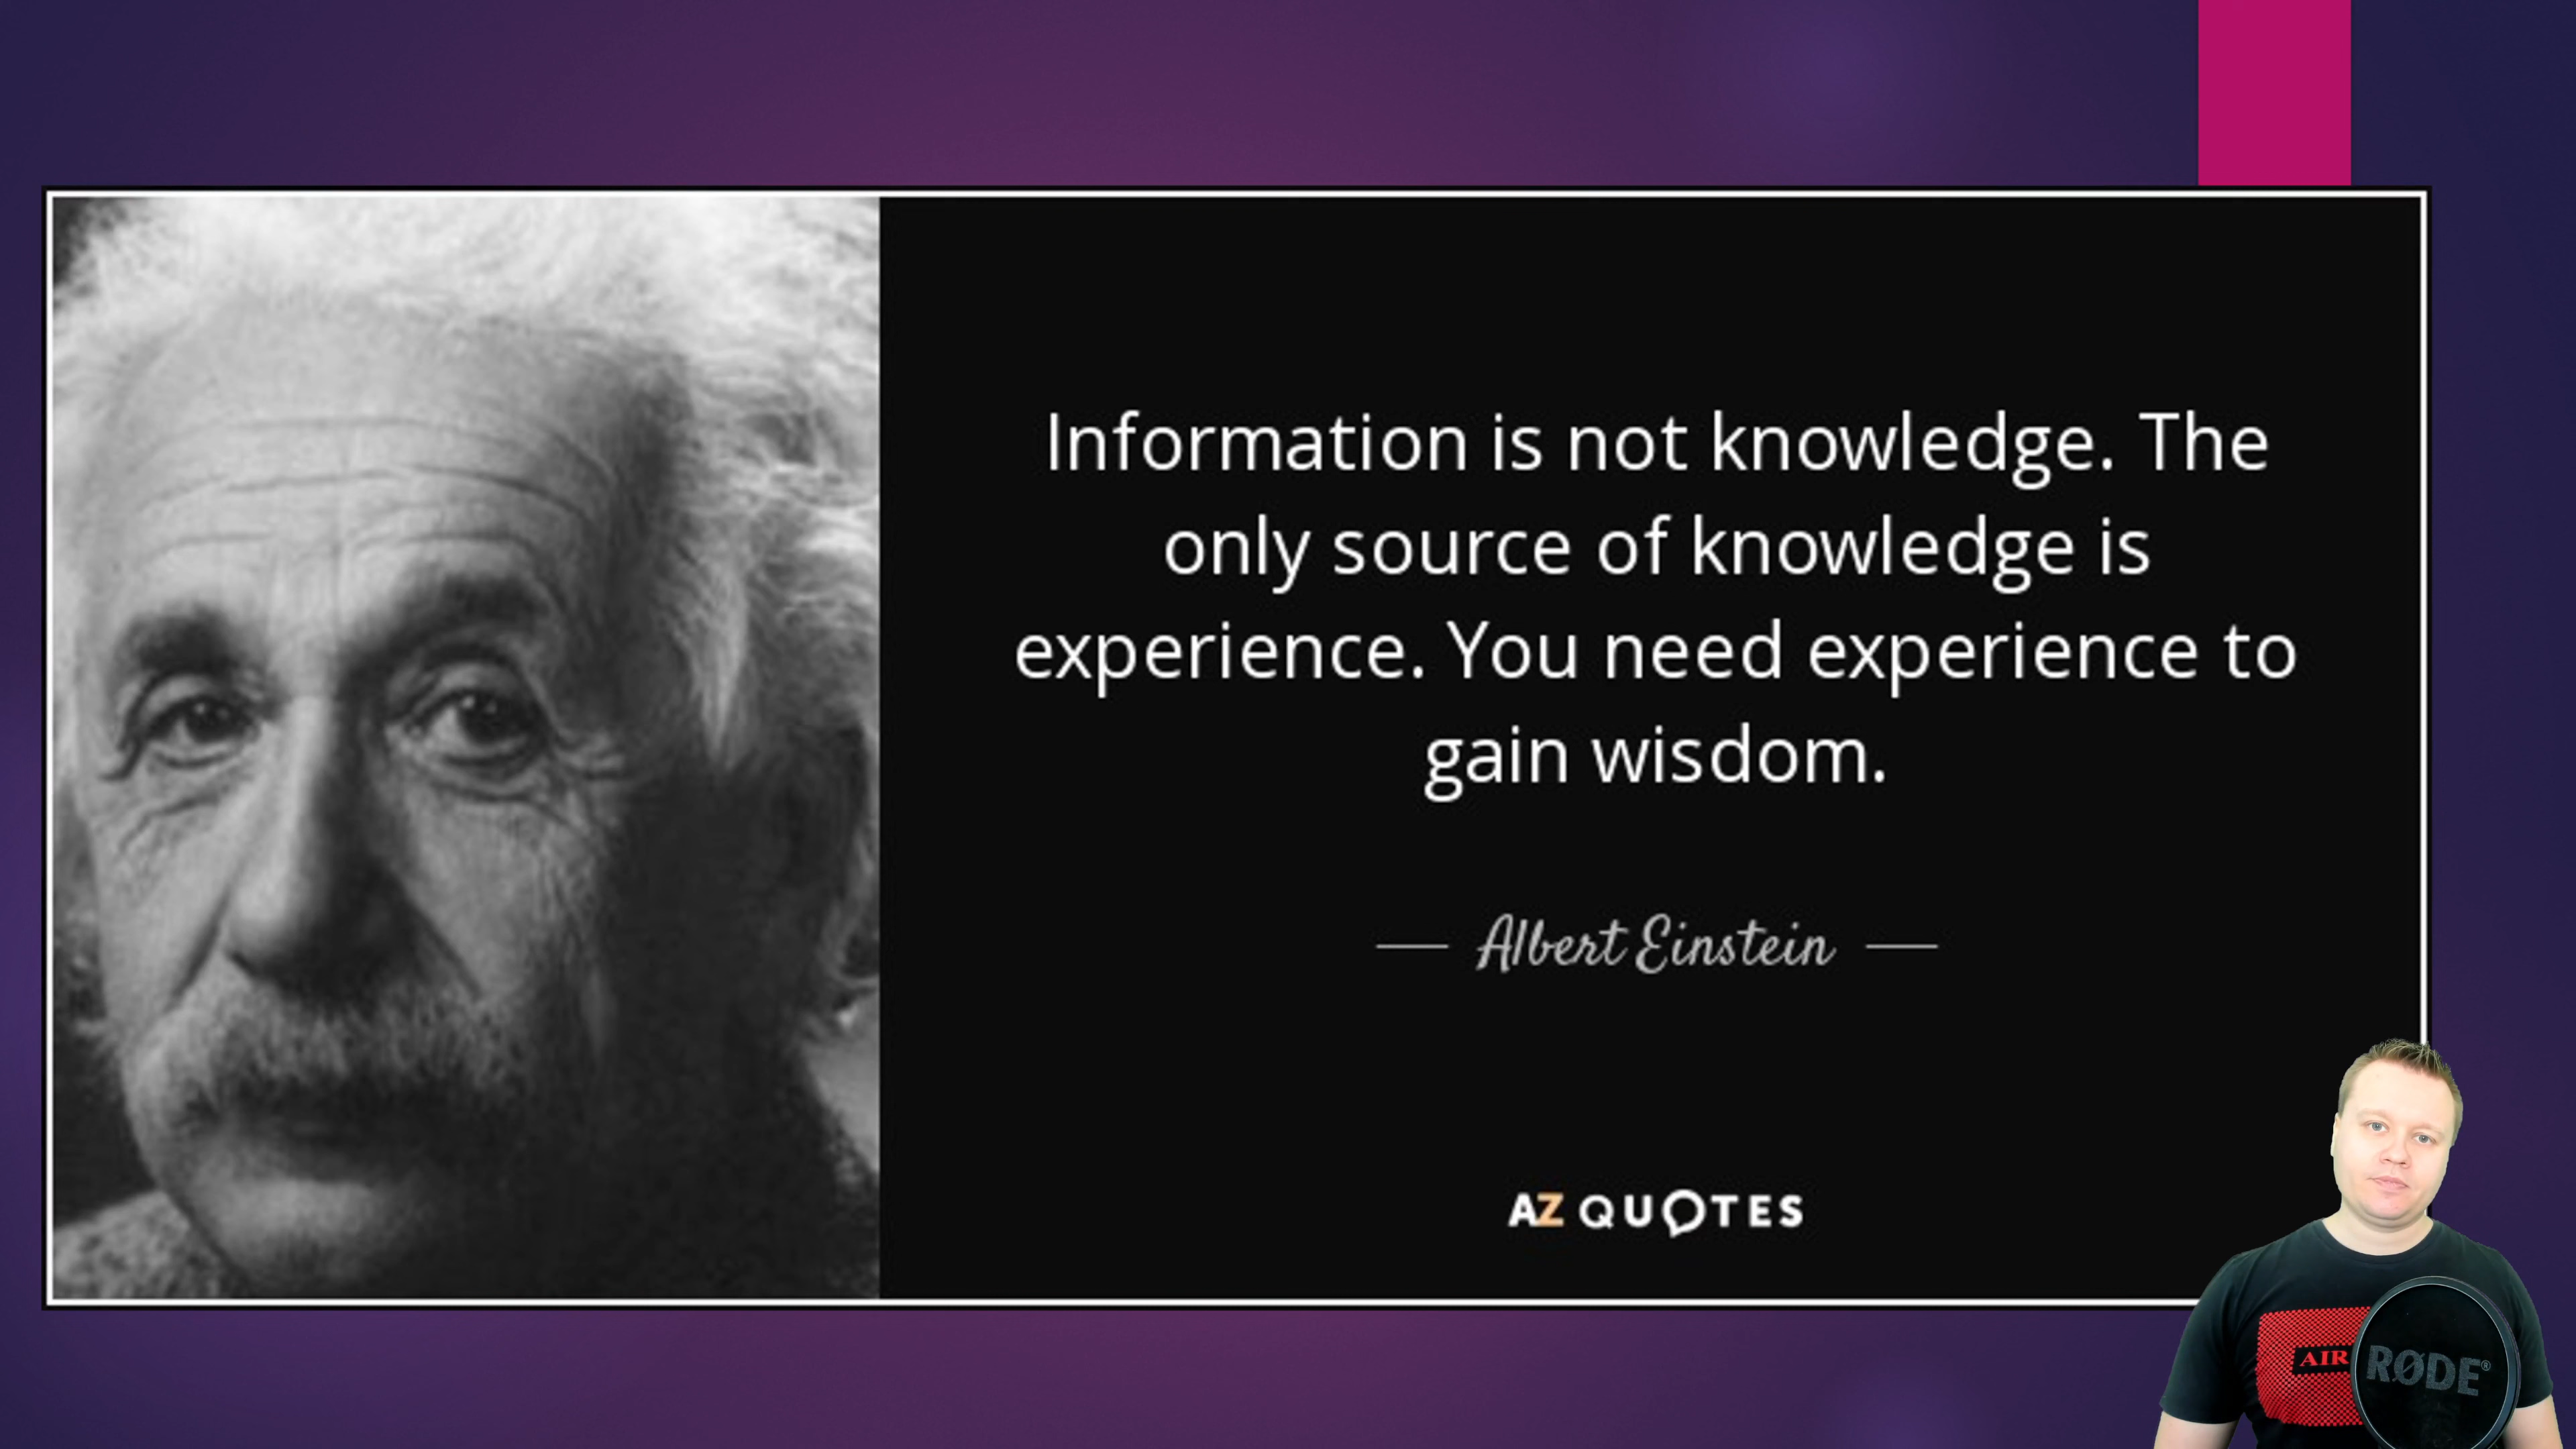 Information is not knowledge. The
only source of knowledge is
experience. You need experience to
gain wisdom.
Albert Einstein
AZ QUOTES
AIR
RØDE®